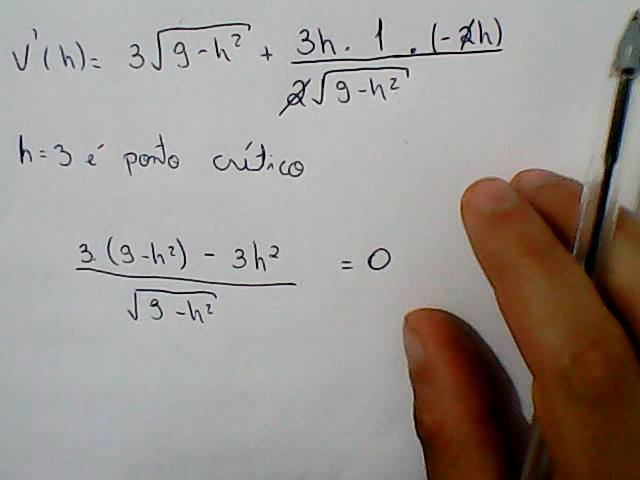 V'(h) = 3√(9-h²) + (3h . 1 . (-2h))/(2√(9-h²))
h=3 é ponto crítico
(3.(9-h²) - 3h²)/(√(9-h²)) = 0